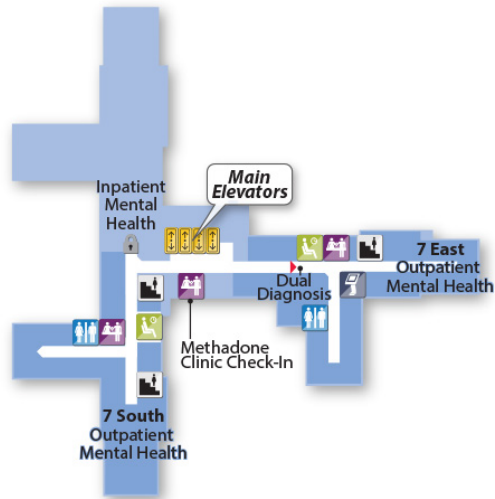 Main
Elevators
Inpatient
Mental
Health
7 East
Outpatient
Mental Health
Dual
Diagnosis
Methadone
Clinic Check-In
7 South
Outpatient
Mental Health